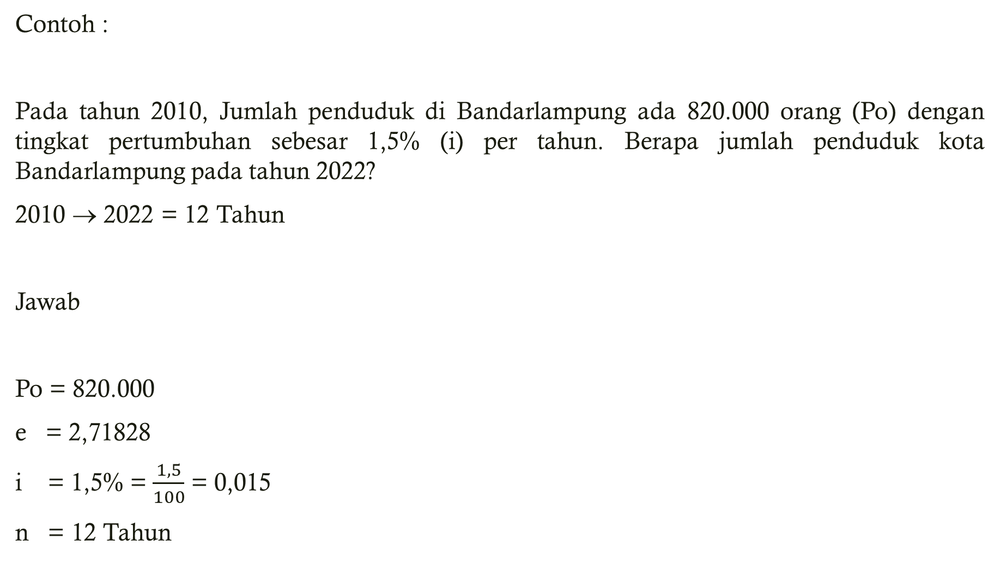 Contoh :
Pada tahun 2010, Jumlah penduduk di Bandarlampung ada 820.000 orang (Po) dengan
tingkat pertumbuhan sebesar 1,5% (i) per tahun. Berapa jumlah penduduk kota
Bandarlampung pada tahun 2022?
2010 → 2022 = 12 Tahun
Jawab
Po = 820.000
e = 2,71828
i = 1,5% = 1,5/100 = 0,015
n = 12 Tahun